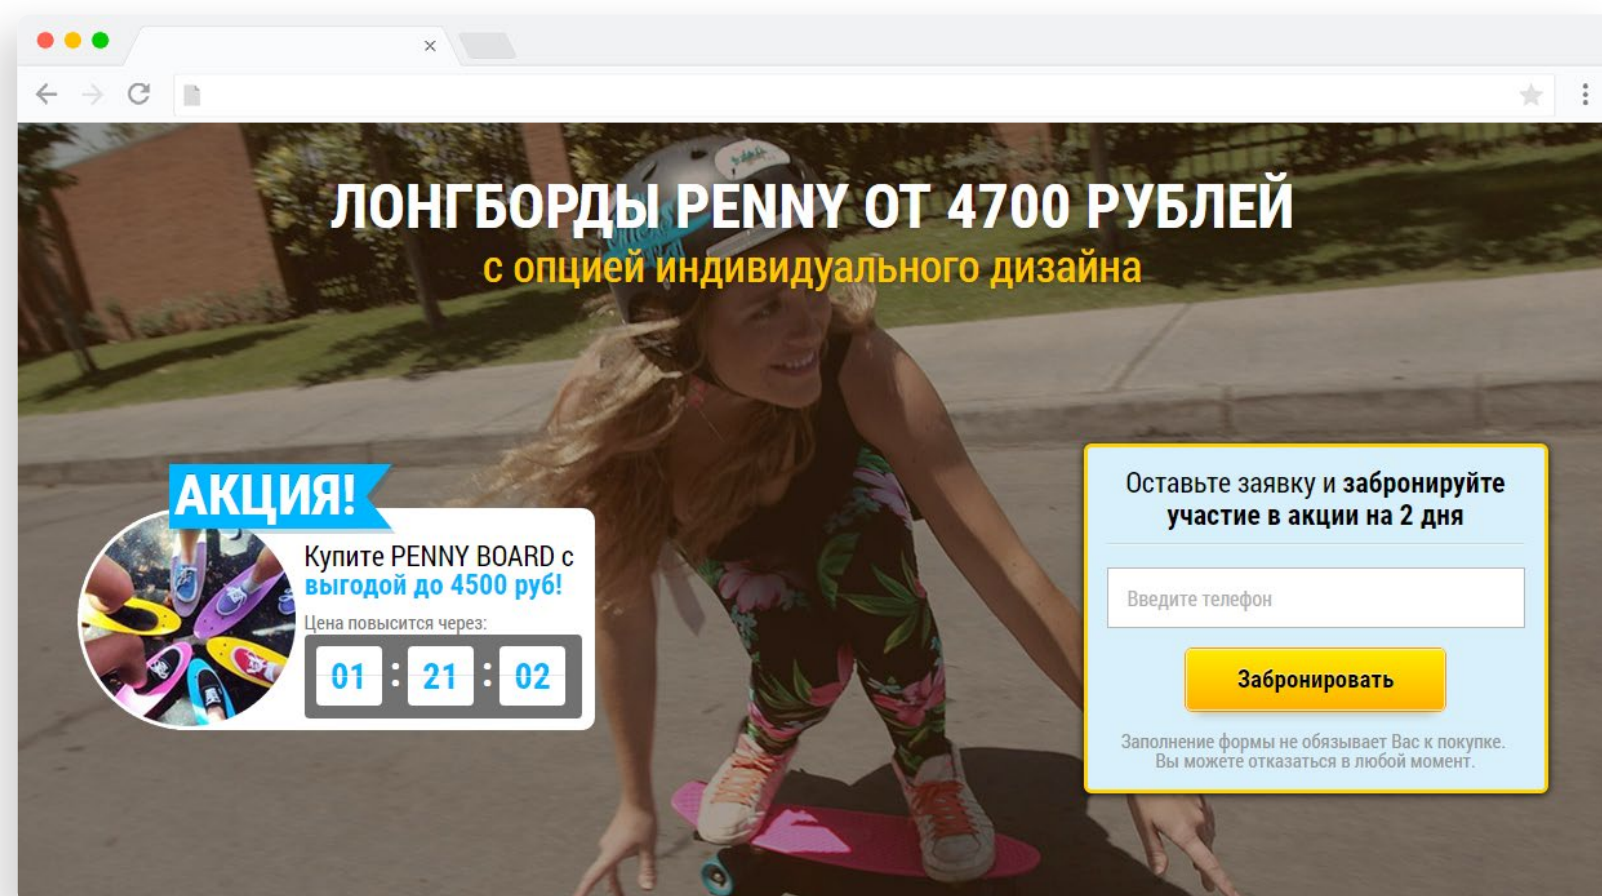 ЛОНГБОРДЫ PENNY ОТ 4700 РУБЛЕЙ
с опцией индивидуального дизайна
АКЦИЯ!
Купите PENNY BOARD с
выгодой до 4500 руб!
Цена повысится через:
01 : 21 : 02
Оставьте заявку и забронируйте
участие в акции на 2 дня
Введите телефон
Забронировать
Заполнение формы не обязывает Вас к покупке.
Вы можете отказаться в любой момент.